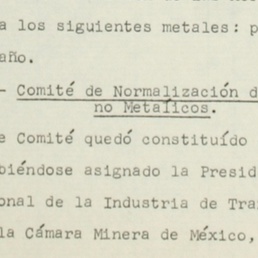 a los siguientes metales: p
año.
- Comité de Normalización d
no Metálicos.
e Comité quedó constituído
biéndose asignado la Presid
onal de la Industria de Tra
la Cámara Minera de México,